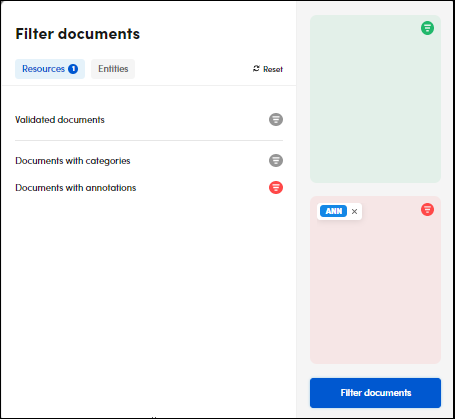 Filter documents
Resources 1
Entities
Reset
Validated documents
Documents with categories
Documents with annotations
ANN ×
Filter documents